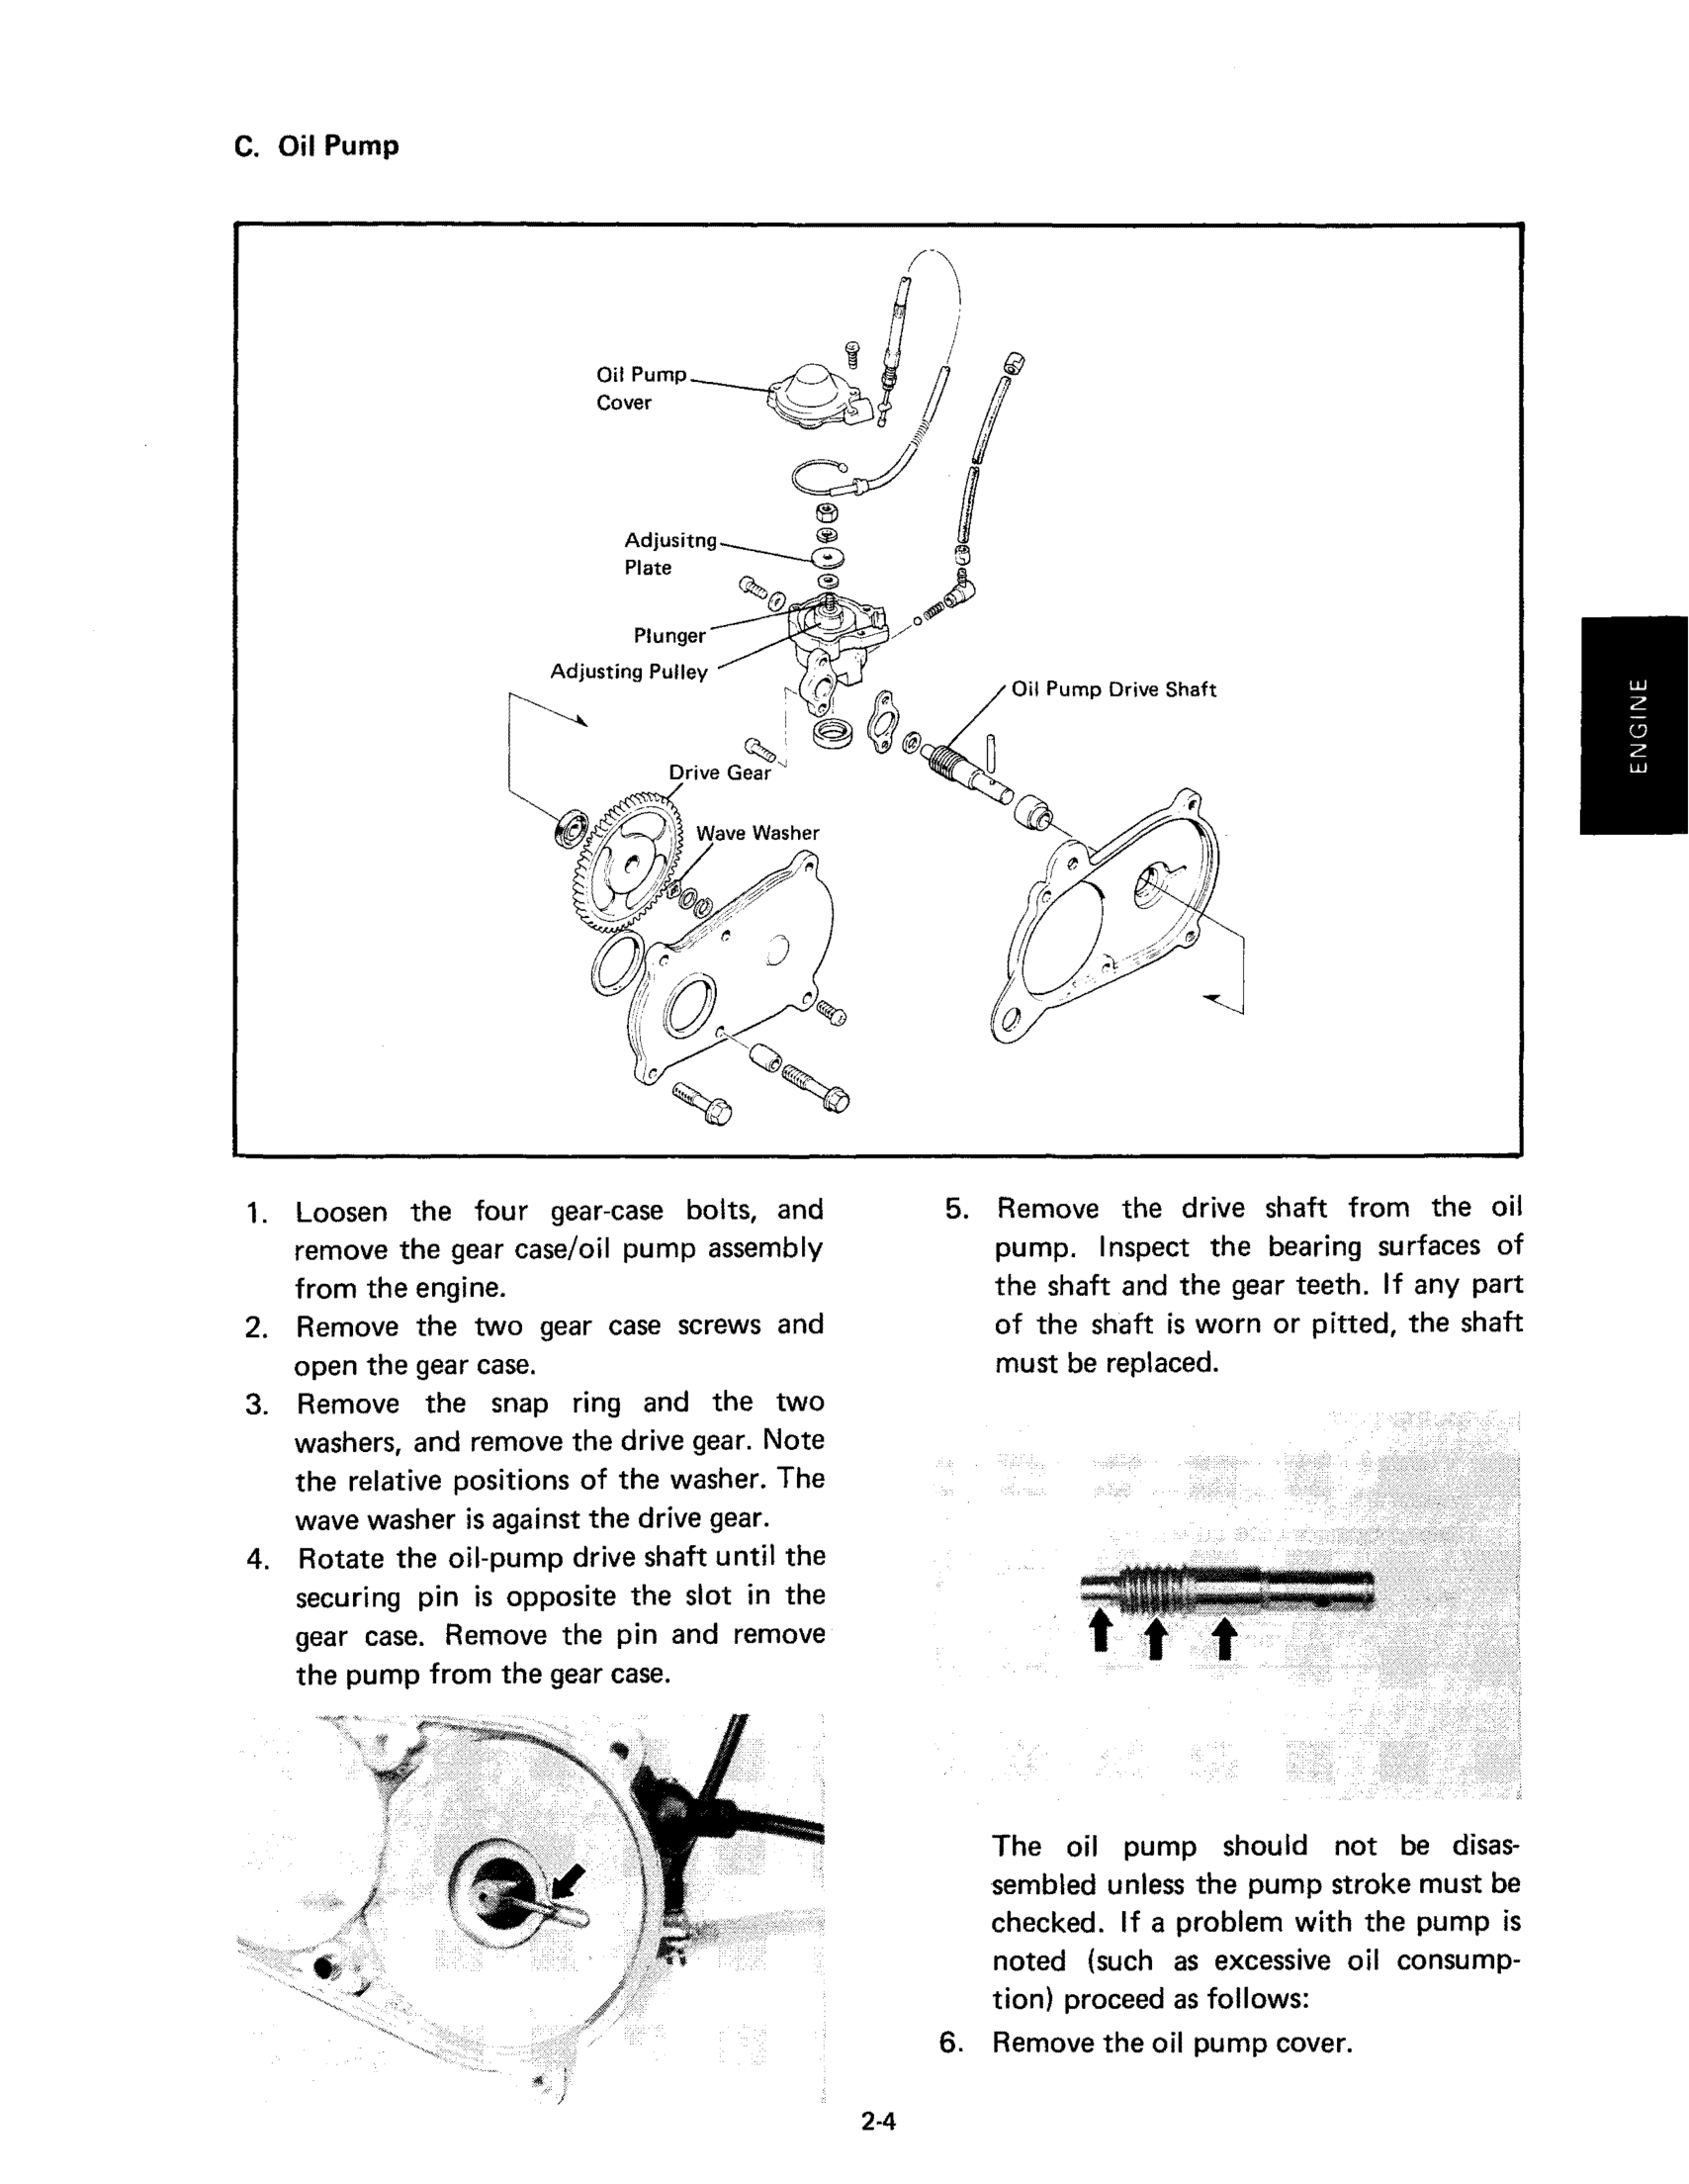 C. Oil Pump
Oil Pump
Cover
Adjusitng
Plate
Plunger
Adjusting Pulley
Oil Pump Drive Shaft
Drive Gear
Wave Washer
ENGINE
1. Loosen the four gear-case bolts, and
remove the gear case/oil pump assembly
from the engine.
2. Remove the two gear case screws and
open the gear case.
3. Remove the snap ring and the two
washers, and remove the drive gear. Note
the relative positions of the washer. The
wave washer is against the drive gear.
4. Rotate the oil-pump drive shaft until the
securing pin is opposite the slot in the
gear case. Remove the pin and remove
the pump from the gear case.
5. Remove the drive shaft from the oil
pump. Inspect the bearing surfaces of
the shaft and the gear teeth. If any part
of the shaft is worn or pitted, the shaft
must be replaced.
The oil pump should not be disas-
sembled unless the pump stroke must be
checked. If a problem with the pump is
noted (such as excessive oil consump-
tion) proceed as follows:
6. Remove the oil pump cover.
2-4